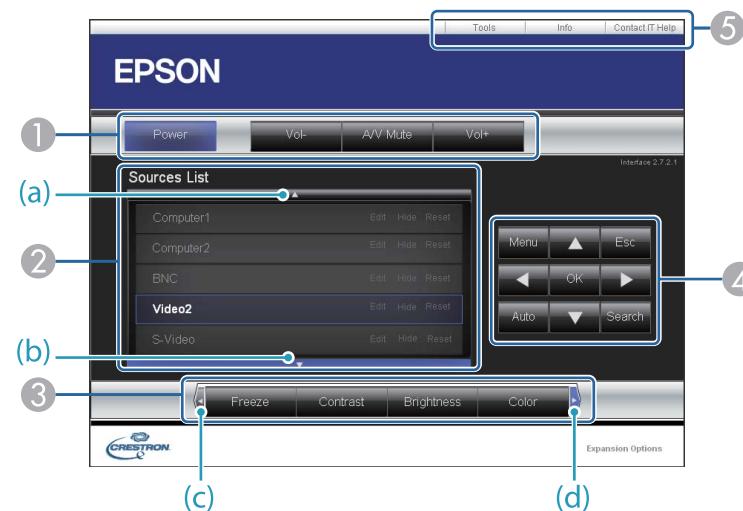 Tools Info Contact IT Help 5
EPSON
1 Power Vol- A/V Mute Vol+
Interface 2.7.2.1
Sources List
(a)
Computer1 Edit Hide Reset
Computer2 Edit Hide Reset
2 BNC Edit Hide Reset
Video2 Edit Hide Reset
S-Video Edit Hide Reset
(b)
Menu Esc
OK 4
Auto Search
3 Freeze Contrast Brightness Color
CRESTRON Expansion Options
(c) (d)